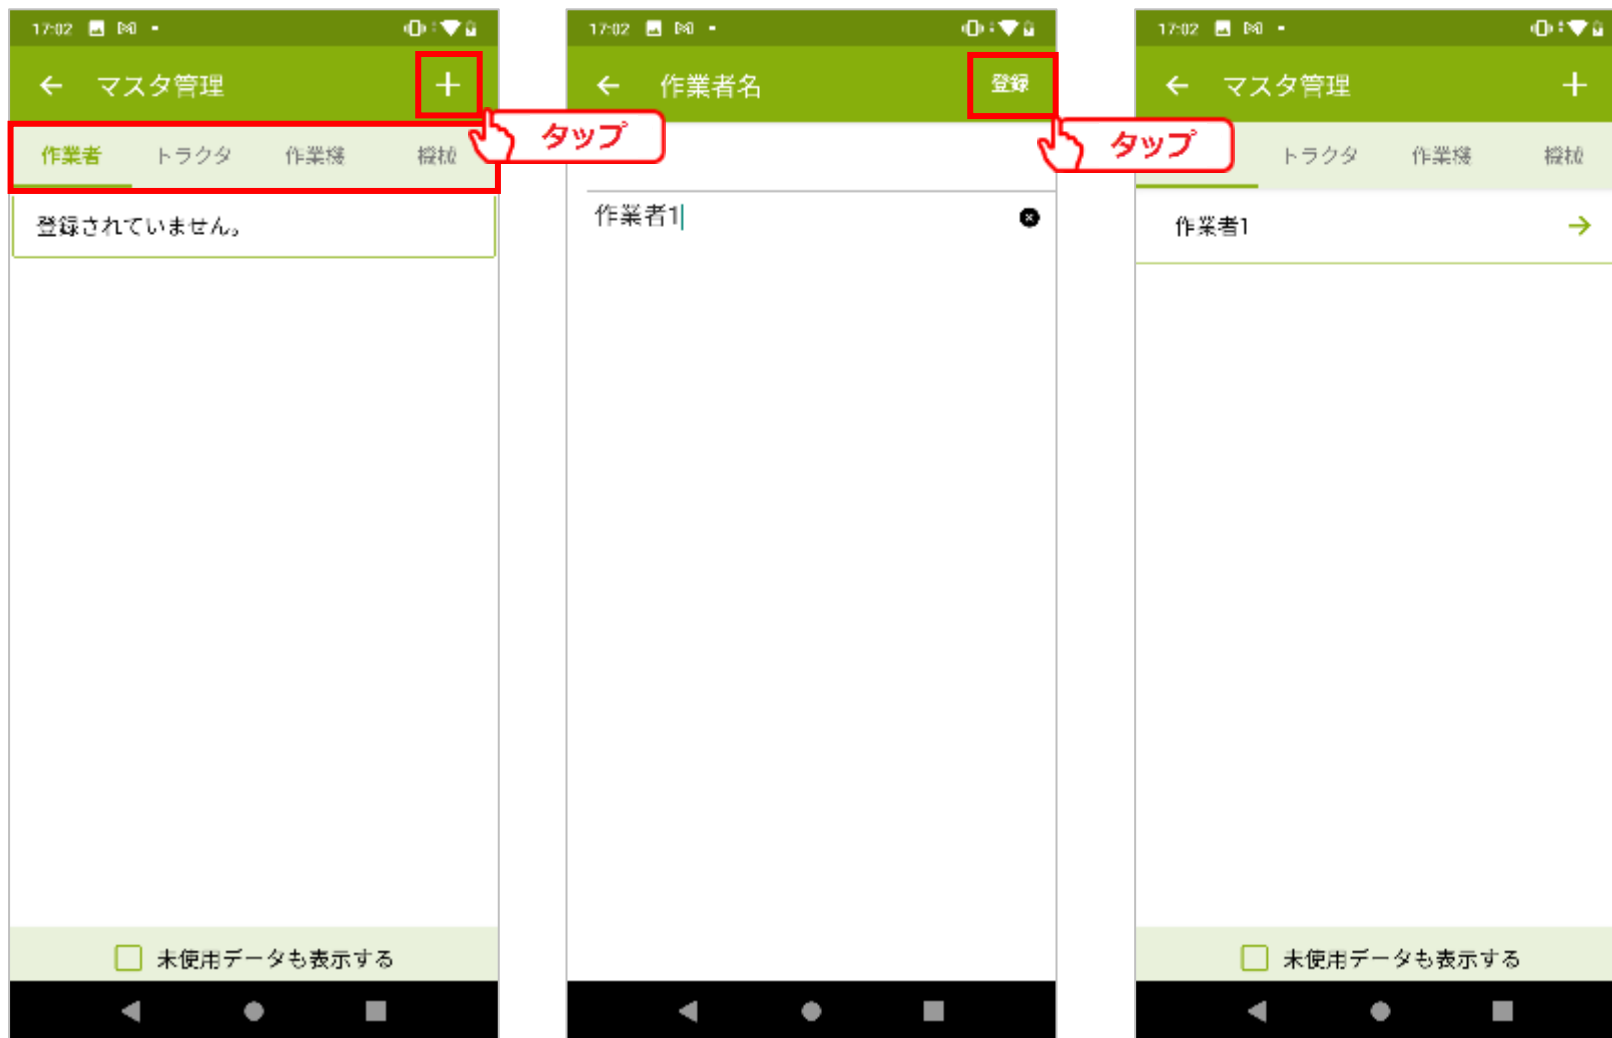 17:02
マスタ管理
作業者 トラクタ 作業機 機械
登録されていません。
未使用データも表示する
タップ
17:02
作業者名 登録
作業者1
タップ
17:02
マスタ管理
トラクタ 作業機 機械
作業者1
未使用データも表示する